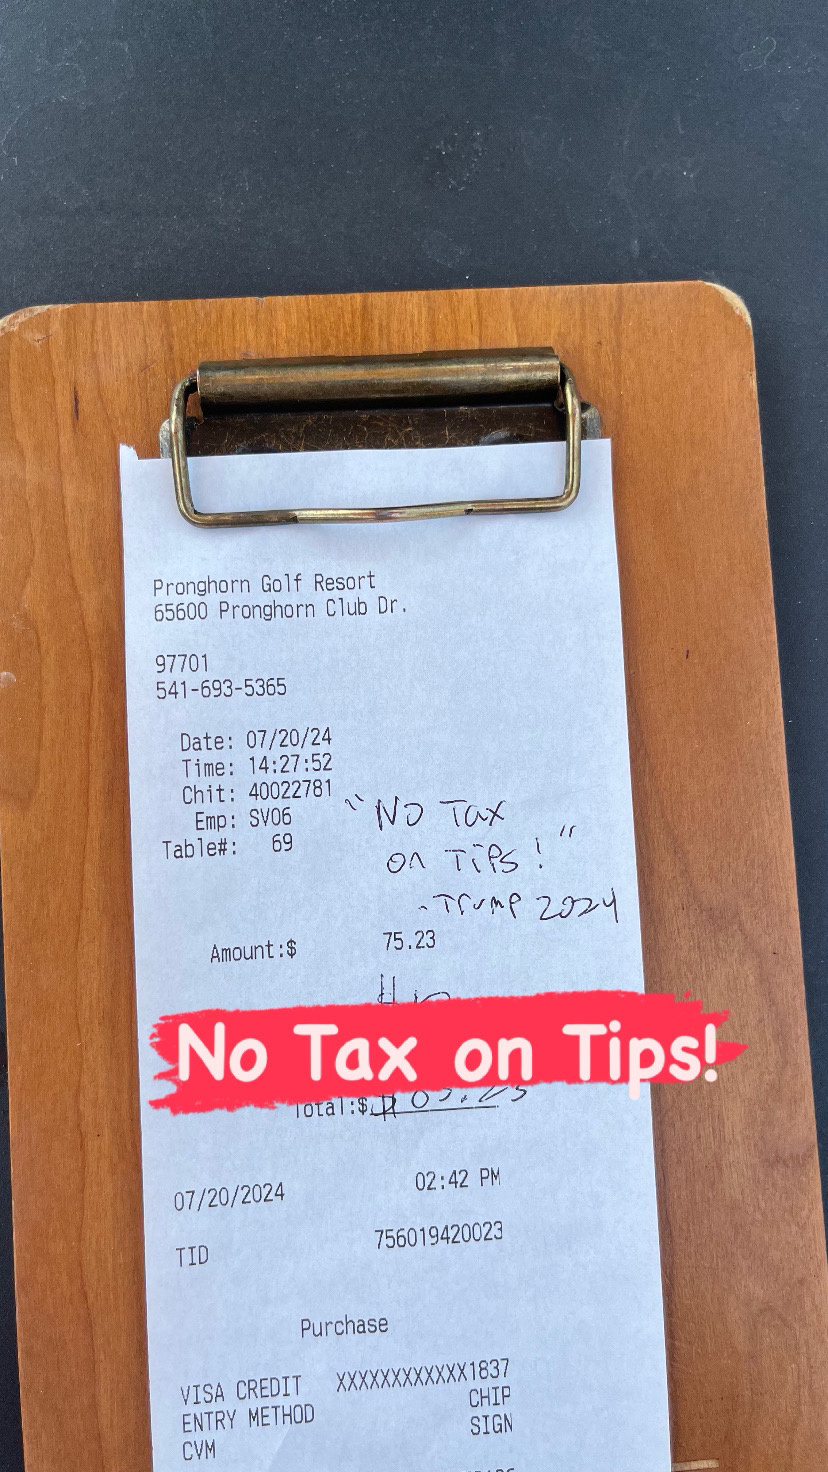 Pronghorn Golf Resort
65600 Pronghorn Club Dr.
97701
541-693-5365
Date: 07/20/24
Time: 14:27:52
Chit: 40022781
Emp: SV06
Table#: 69
"No Tax
on Tips!"
-Trump 2024
Amount:$ 75.23
No Tax on Tips!
Total:$
07/20/2024 02:42 PM
TID 756019420023
Purchase
VISA CREDIT XXXXXXXXXXXX1837
ENTRY METHOD CHIP
CVM SIGN